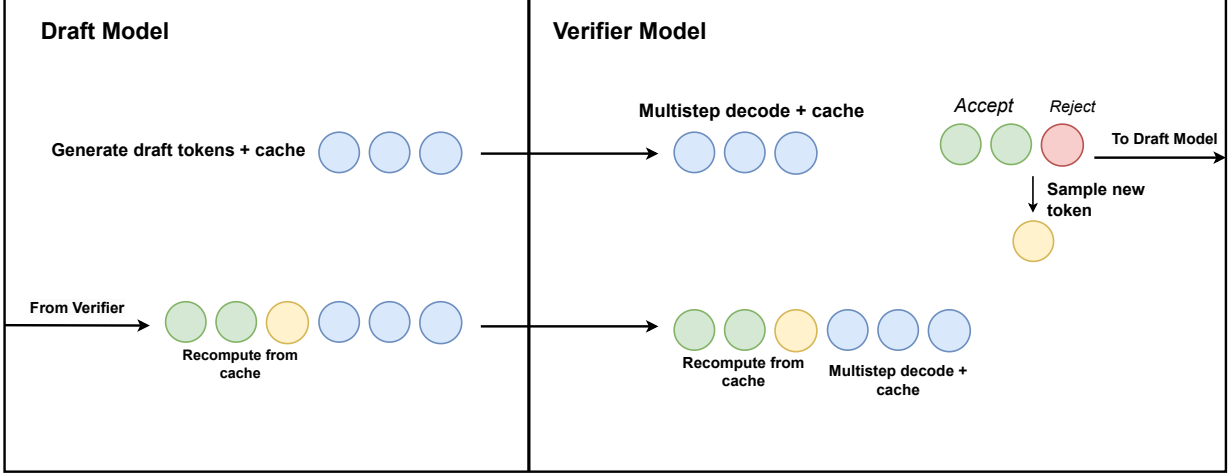 Draft Model
Verifier Model
Generate draft tokens + cache
Multistep decode + cache
Accept
Reject
To Draft Model
Sample new
token
From Verifier
Recompute from
cache
Recompute from
cache
Multistep decode +
cache